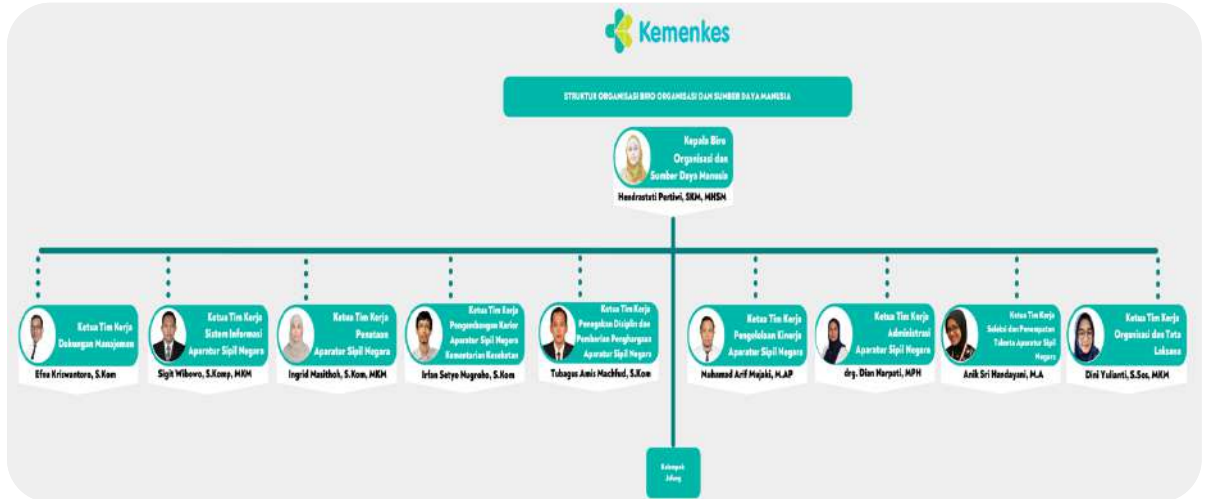 Kemenkes
STRUKTUR ORGANISASI BIRO ORGANISASI DAN SUMBER DAYA MANUSIA
Kepala Biro
Organisasi dan
Sumber Daya Manusia
Hendrastuti Pertiwi, SKM, MHSM
Ketua Tim Kerja
Dukungan Manajemen
Efna Kriswantoro, S.Kom
Ketua Tim Kerja
Sistem Informasi
Aparatur Sipil Negara
Sigit Wibowo, S.Komp, MKM
Ketua Tim Kerja
Penataan
Aparatur Sipil Negara
Ingrid Masithoh, S.Kom, MKM
Ketua Tim Kerja
Pengembangan Karier
Aparatur Sipil Negara
Kementerian Kesehatan
Irfan Setyo Nugroho, S.Kom
Ketua Tim Kerja
Penegakan Disiplin dan
Pemberian Penghargaan
Aparatur Sipil Negara
Tubagus Amis Machfud, S.Kom
Ketua Tim Kerja
Pengelolaan Kinerja
Aparatur Sipil Negara
Muhamad Arif Mujaki, M.AP
Ketua Tim Kerja
Administrasi
Aparatur Sipil Negara
drg. Dian Narpati, MPH
Ketua Tim Kerja
Seleksi dan Penempatan
Talenta Aparatur Sipil
Negara
Anik Sri Handayani, M.A
Ketua Tim Kerja
Organisasi dan Tata
Laksana
Dini Yulianti, S.Sos, MKM
Kelompok
Jafung